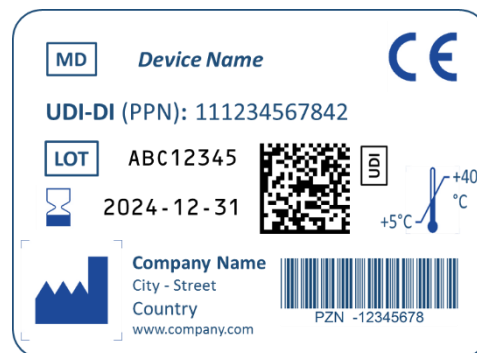 MD Device Name CE
UDI-DI (PPN): 111234567842
LOT ABC12345
UDI
2024-12-31
+40
°C
+5°C
Company Name
City - Street
Country
www.company.com
PZN -12345678